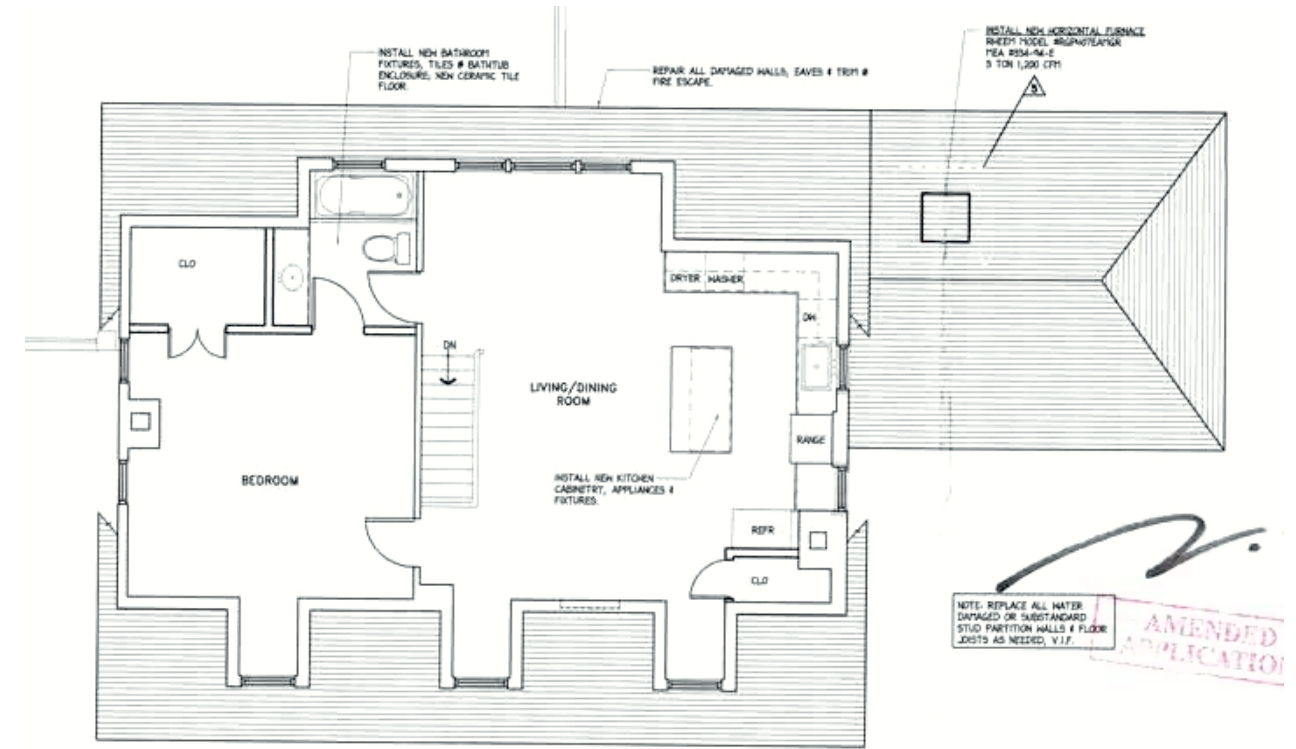 INSTALL NEW BATHROOM
FIXTURES, TILES & BATHTUB
ENCLOSURE; NEW CERAMIC TILE
FLOOR.
REPAIR ALL DAMAGED WALLS, EAVES & TRIM @
FIRE ESCAPE.
INSTALL NEW HORIZONTAL FURNACE
RHEEM MODEL
3 TON 1,200 CFM
5
CLO
DRYER
WASHER
DW
DN
LIVING/DINING
ROOM
RANGE
BEDROOM
INSTALL NEW KITCHEN
CABINETRY, APPLIANCES &
FIXTURES.
REFR
CLO
NOTE: REPLACE ALL WATER
DAMAGED OR SUBSTANDARD
STUD PARTITION WALLS & FLOOR
JOISTS AS NEEDED, V.I.F.
AMENDED
APPLICATIO